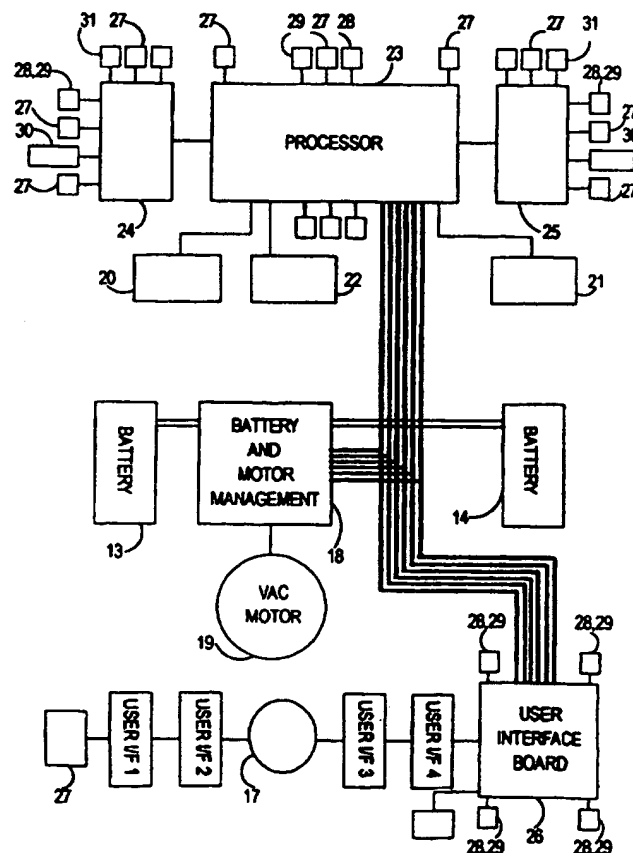 31 27 27 29 27 28 23 27 27 31
28,29
28,29
27
27
30
30
PROCESSOR
27
27
24
25
20
22
21
BATTERY
BATTERY
AND
MOTOR
MANAGEMENT
BATTERY
13
18
14
VAC
MOTOR
19
28,29
28,29
USER I/F 1
USER I/F 2
USER I/F 3
USER I/F 4
USER
INTERFACE
BOARD
27
17
28,29
26
28,29